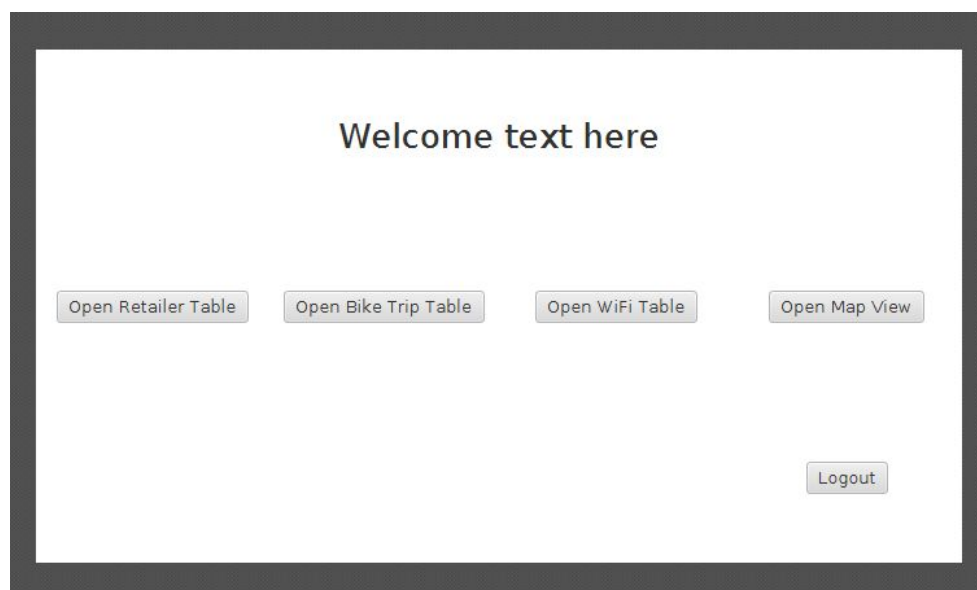 Welcome text here
Open Retailer Table
Open Bike Trip Table
Open WiFi Table
Open Map View
Logout